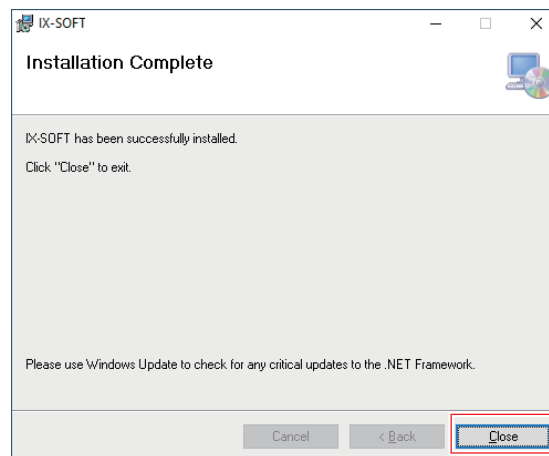 IX-SOFT
Installation Complete
IX-SOFT has been successfully installed.
Click "Close" to exit.
Please use Windows Update to check for any critical updates to the .NET Framework.
Cancel < Back Close